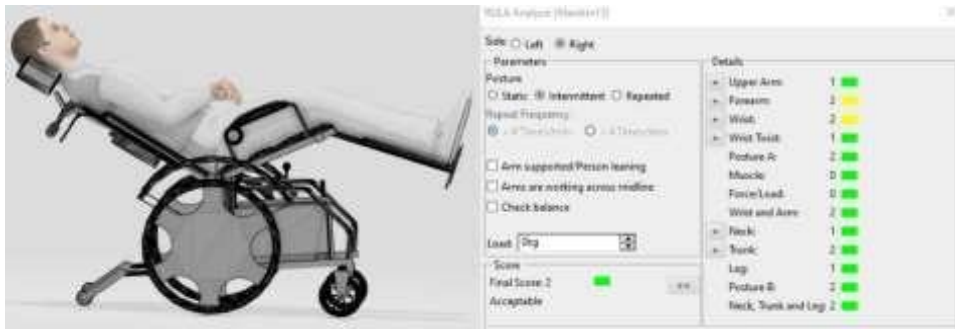 RULA Analysis (Manikin1)
Side: Left Right
Parameters
Posture
Static Intermittent Repeated
Repeat Frequency
Arm supported/Person leaning
Arms are working across midline
Check balance
Load: 0kg
Score
Final Score: 2
Acceptable
<<
Details
+ Upper Arm: 1
+ Forearm: 2
+ Wrist: 2
+ Wrist Twist: 1
Posture A: 2
Muscle: 0
Force/Load: 0
Wrist and Arm: 2
+ Neck: 1
+ Trunk: 2
Leg: 1
Posture B: 2
Neck, Trunk and Leg: 2